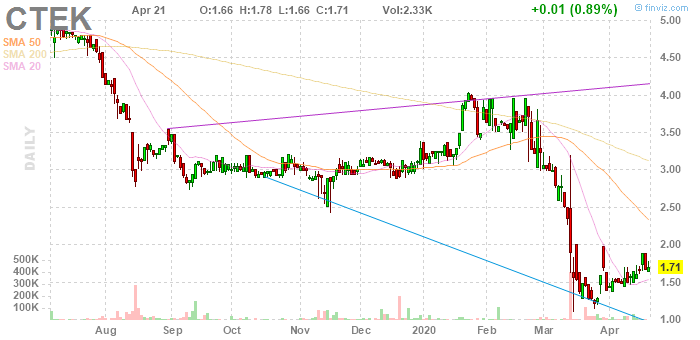 CTEK
Apr 21 O:1.66 H:1.78 L:1.66 C:1.71 Vol:2.33K +0.01 (0.89%)
© finviz.com
SMA 50
SMA 200
SMA 20
DAILY
5.00
4.50
4.00
3.50
3.00
2.50
2.00
1.71
1.50
1.00
500K
400K
300K
200K
100K
Aug Sep Oct Nov Dec 2020 Feb Mar Apr